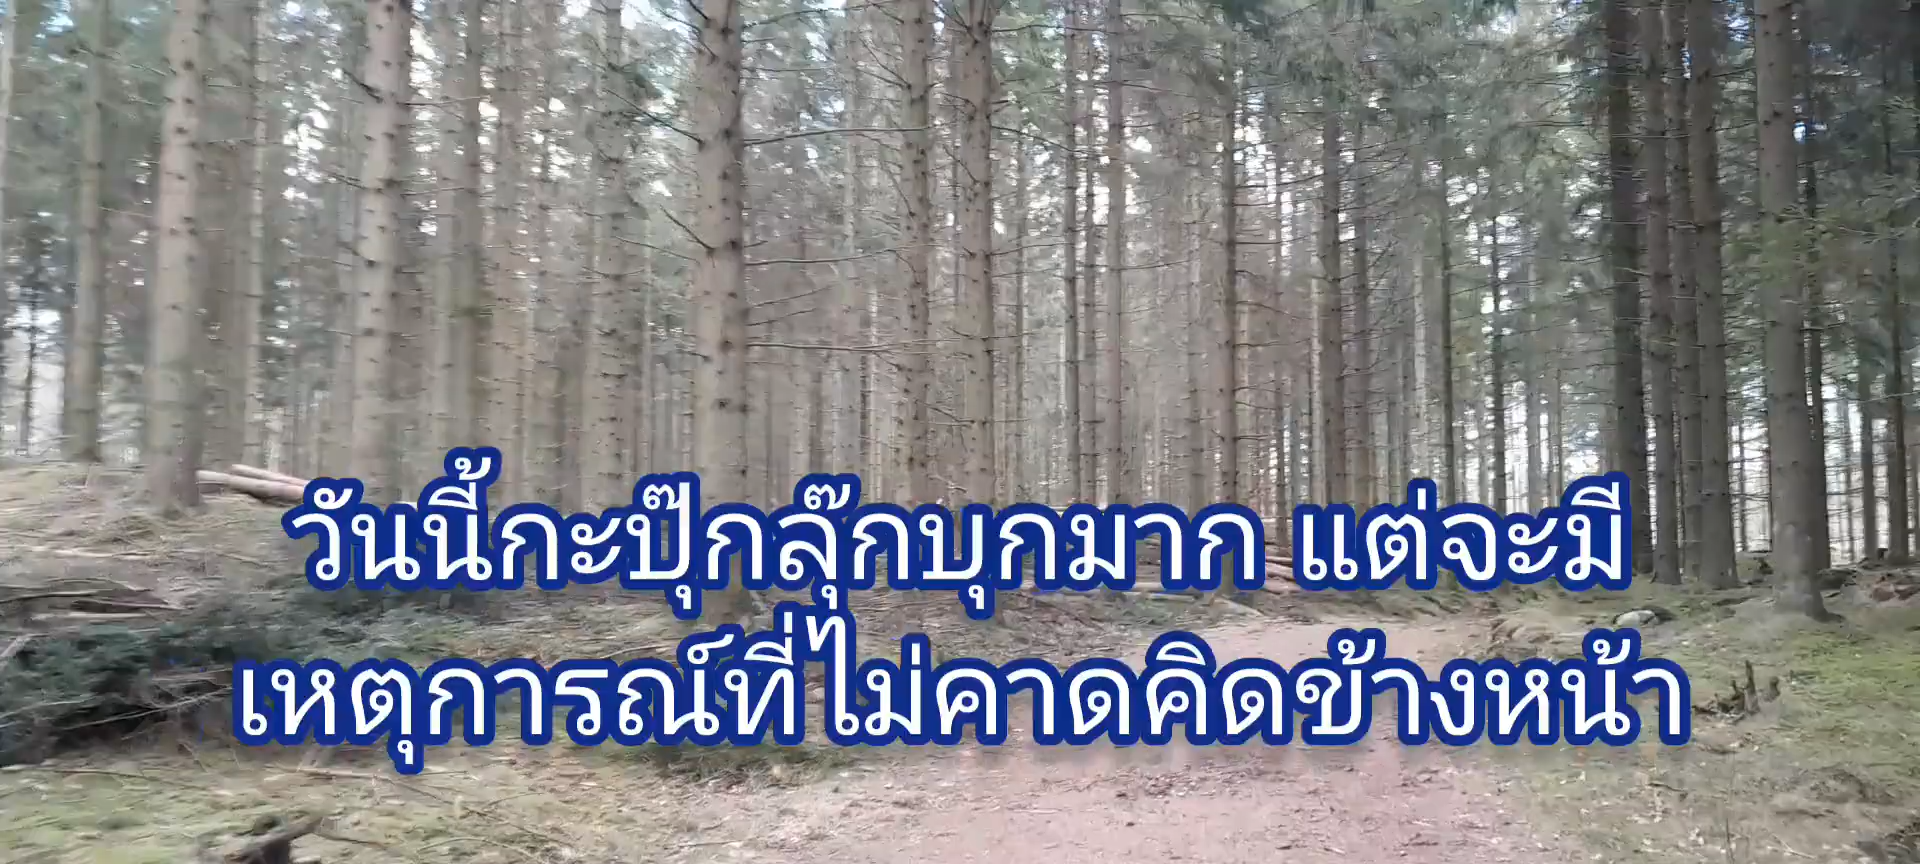 วันนี้กะปุ๊กลุ๊กบุกมาก แต่จะมี
เหตุการณ์ที่ไม่คาดคิดข้างหน้า